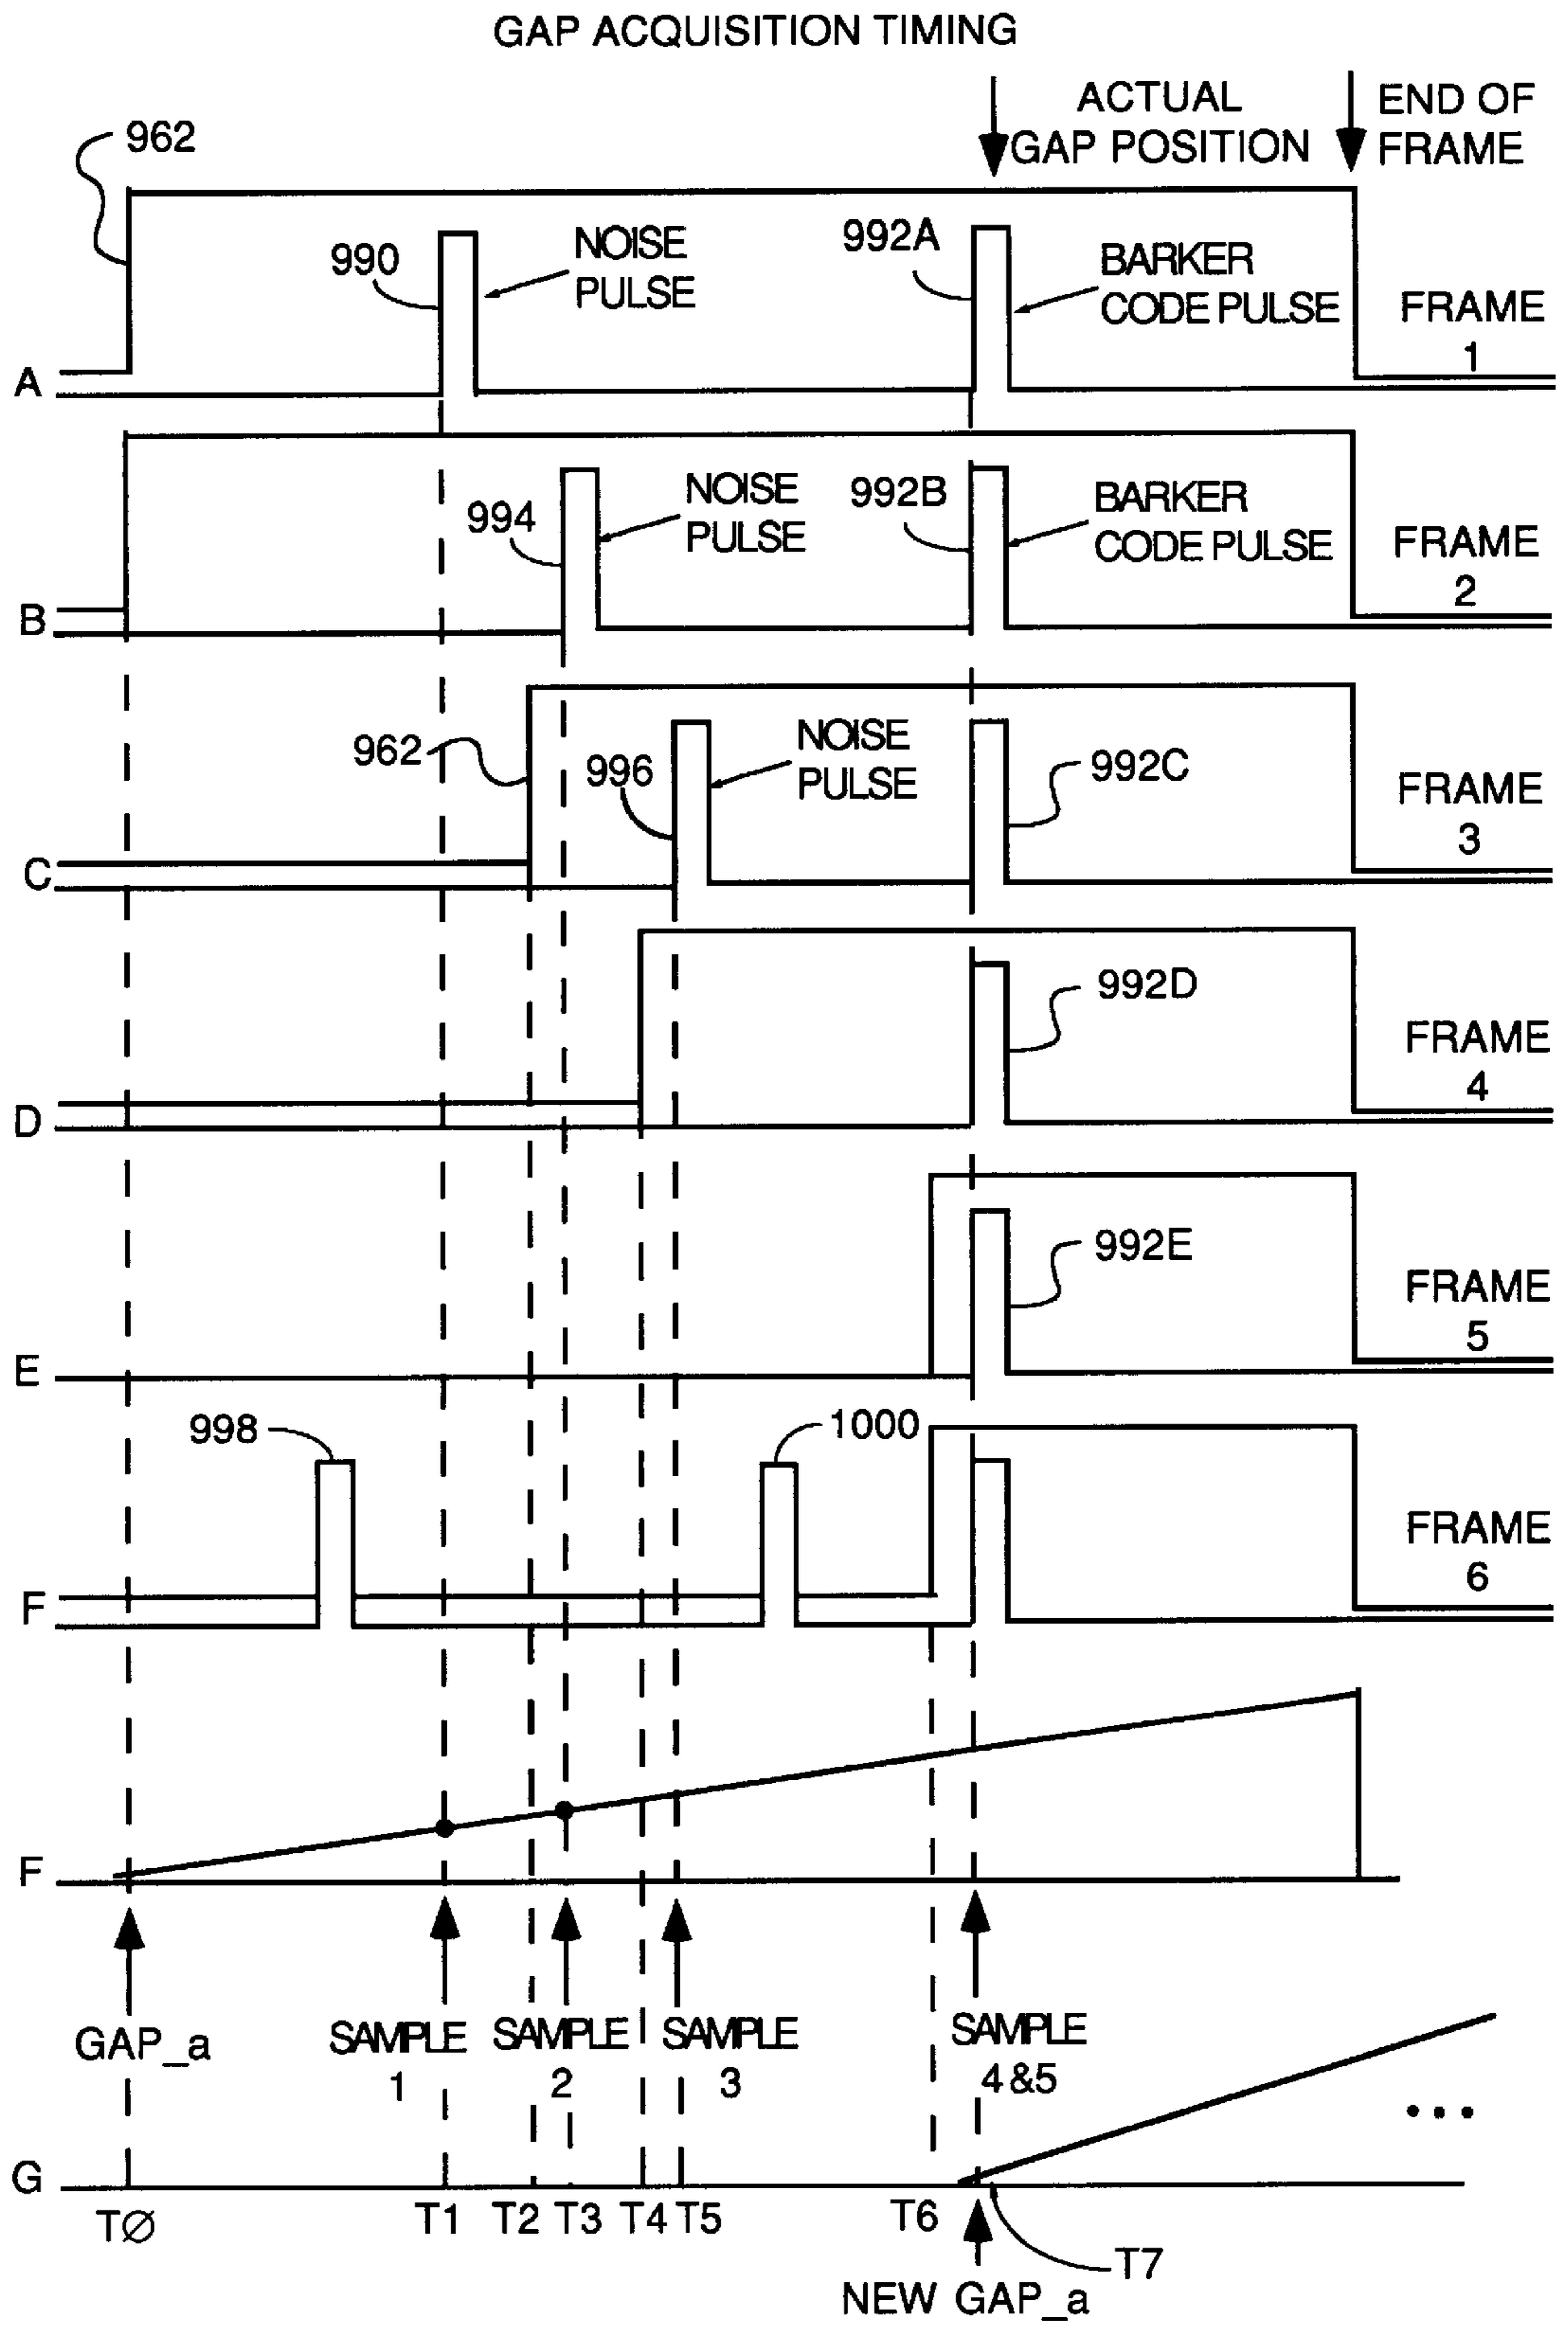 GAP ACQUISITION TIMING
ACTUAL
GAP POSITION
END OF
FRAME
962
990
NOISE
PULSE
992A
BARKER
CODE PULSE
FRAME
1
A
994
NOISE
PULSE
992B
BARKER
CODE PULSE
FRAME
2
B
962
996
NOISE
PULSE
992C
FRAME
3
C
992D
FRAME
4
D
992E
FRAME
5
E
998
1000
FRAME
6
F
F
GAP_a
SAMPLE
1
SAMPLE
2
SAMPLE
3
SAMPLE
4&5
...
G
TØ
T1
T2
T3
T4
T5
T6
T7
NEW GAP_a